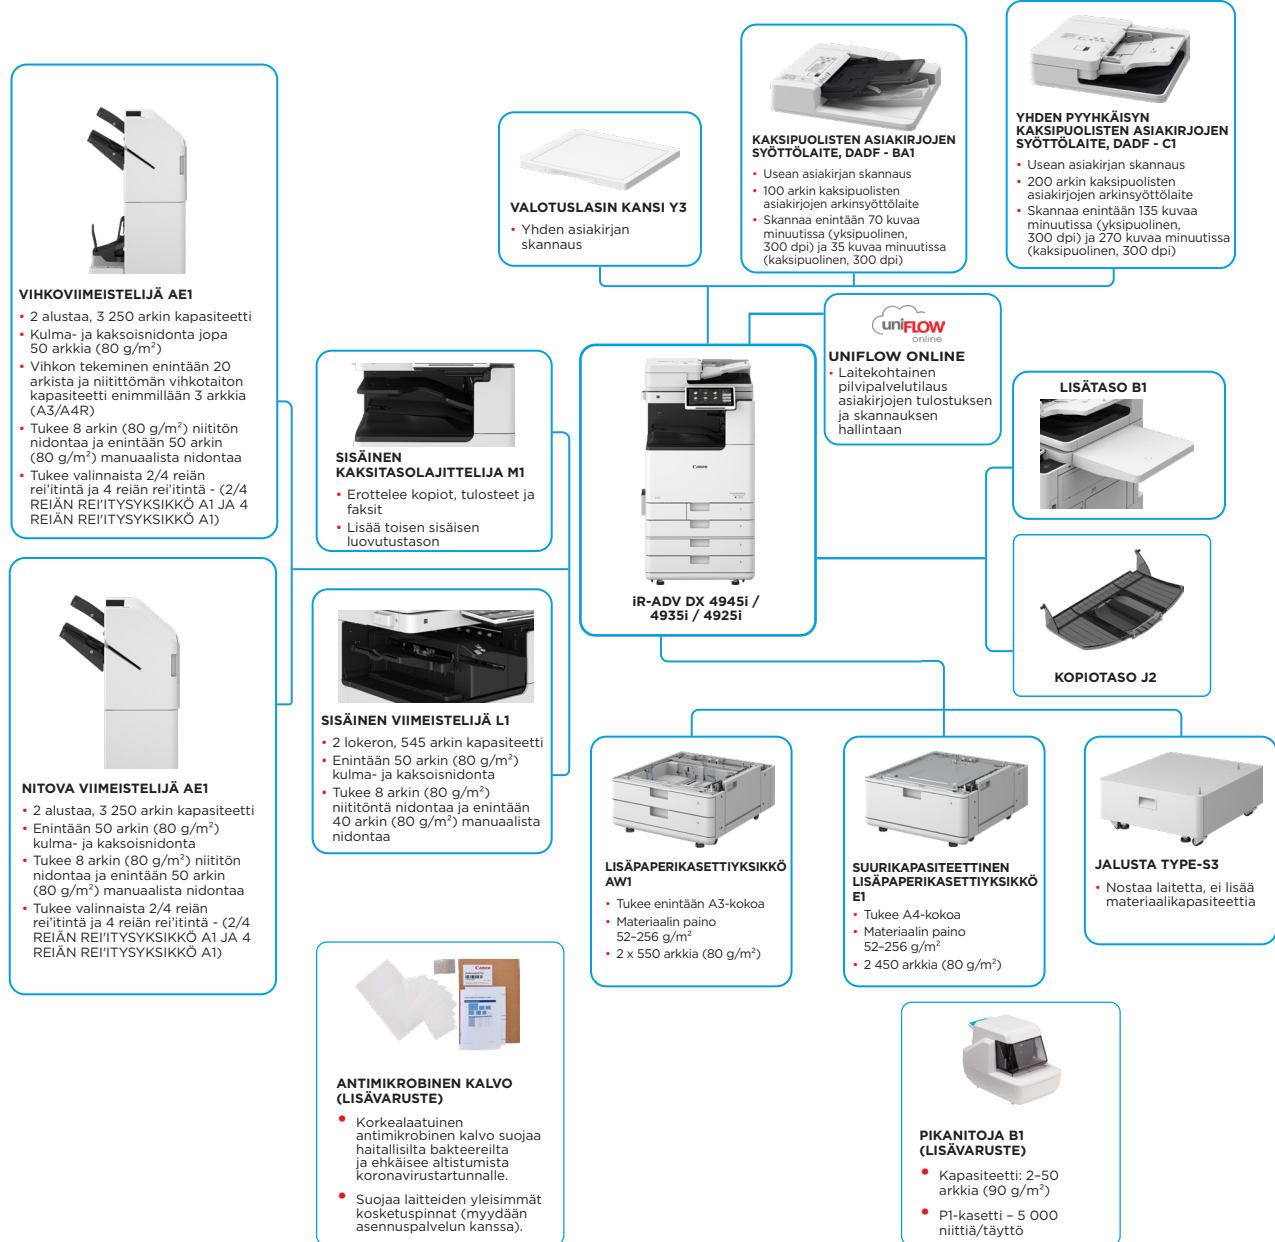 VIHKOVIIMEISTELIJÄ AE1
• 2 alustaa, 3 250 arkin kapasiteetti
• Kulma- ja kaksoisnidonta jopa
50 arkkia (80 g/m²)
• Vihkon tekeminen enintään 20
arkista ja niitittömän vihkotaiton
kapasiteetti enimmillään 3 arkkia
(A3/A4R)
• Tukee 8 arkin (80 g/m²) niititön
nidontaa ja enintään 50 arkin
(80 g/m²) manuaalista nidontaa
• Tukee valinnaista 2/4 reiän
rei'itintä ja 4 reiän rei'itintä - (2/4
REIÄN REI'ITYSYKSIKKÖ A1 JA 4
REIÄN REI'ITYSYKSIKKÖ A1)
NITOVA VIIMEISTELIJÄ AE1
• 2 alustaa, 3 250 arkin kapasiteetti
• Enintään 50 arkin (80 g/m²)
kulma- ja kaksoisnidonta
• Tukee 8 arkin (80 g/m²) niititön
nidontaa ja enintään 50 arkin
(80 g/m²) manuaalista nidontaa
• Tukee valinnaista 2/4 reiän
rei'itintä ja 4 reiän rei'itintä - (2/4
REIÄN REI'ITYSYKSIKKÖ A1 JA 4
REIÄN REI'ITYSYKSIKKÖ A1)
SISÄINEN
KAKSITASOLAJITTELIJA M1
• Erottelee kopiot, tulosteet ja
faksit
• Lisää toisen sisäisen
luovutustason
SISÄINEN VIIMEISTELIJÄ L1
• 2 lokeron, 545 arkin kapasiteetti
• Enintään 50 arkin (80 g/m²)
kulma- ja kaksoisnidonta
• Tukee 8 arkin (80 g/m²)
niititöntä nidontaa ja enintään
40 arkin (80 g/m²) manuaalista
nidontaa
VALOTUSLASIN KANSI Y3
• Yhden asiakirjan
skannaus
KAKSIPUOLISTEN ASIAKIRJOJEN
SYÖTTÖLAITE, DADF - BA1
• Usean asiakirjan skannaus
• 100 arkin kaksipuolisten
asiakirjojen arkinsyöttölaite
• Skannaa enintään 70 kuvaa
minuutissa (yksipuolinen,
300 dpi) ja 35 kuvaa minuutissa
(kaksipuolinen, 300 dpi)
YHDEN PYYHKÄISYN
KAKSIPUOLISTEN ASIAKIRJOJEN
SYÖTTÖLAITE, DADF - C1
• Usean asiakirjan skannaus
• 200 arkin kaksipuolisten
asiakirjojen arkinsyöttölaite
• Skannaa enintään 135 kuvaa
minuutissa (yksipuolinen,
300 dpi) ja 270 kuvaa minuutissa
(kaksipuolinen, 300 dpi)
uniFLOW
online
UNIFLOW ONLINE
• Laitekohtainen
pilvipalvelutilaus
asiakirjojen tulostuksen
ja skannauksen
hallintaan
Canon
iR-ADV DX 4945i /
4935i / 4925i
LISÄTASO B1
KOPIOTASO J2
LISÄPAPERIKASETTIYKSIKKÖ
AW1
• Tukee enintään A3-kokoa
• Materiaalin paino
52–256 g/m²
• 2 x 550 arkkia (80 g/m²)
SUURIKAPASITEETTINEN
LISÄPAPERIKASETTIYKSIKKÖ
E1
• Tukee A4-kokoa
• Materiaalin paino
52–256 g/m²
• 2 450 arkkia (80 g/m²)
JALUSTA TYPE-S3
• Nostaa laitetta, ei lisää
materiaalikapasiteettia
Canon
ANTIMIKROBINEN KALVO
(LISÄVARUSTE)
• Korkealaatuinen
antimikrobinen kalvo suojaa
haitallisilta bakteereilta
ja ehkäisee altistumista
koronavirustartunnalle.
• Suojaa laitteiden yleisimmät
kosketuspinnat (myydään
asennuspalvelun kanssa).
PIKANITOJA B1
(LISÄVARUSTE)
• Kapasiteetti: 2–50
arkkia (90 g/m²)
• P1-kasetti – 5 000
niittiä/täyttö